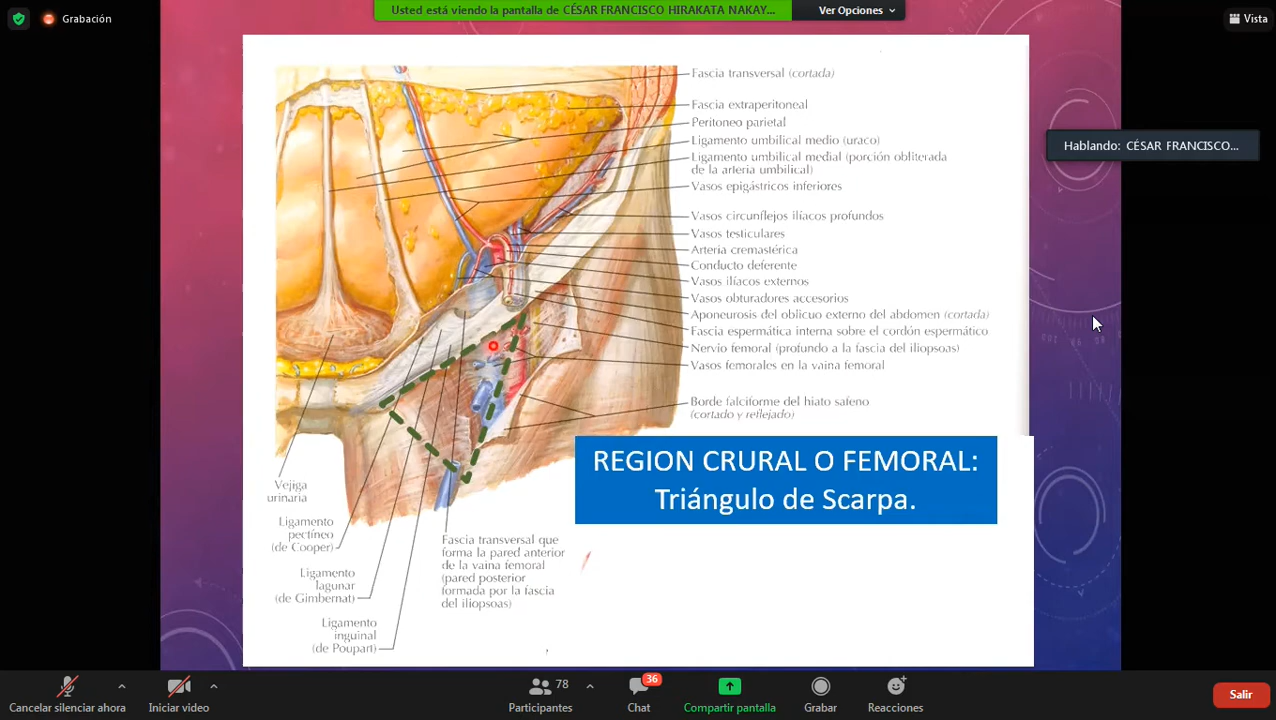 Grabación
Usted está viendo la pantalla de CÉSAR FRANCISCO HIRAKATA NAKAY...
Ver Opciones
Vista
Hablando: CÉSAR FRANCISCO...
Fascia transversal (cortada)
Fascia extraperitoneal
Peritoneo parietal
Ligamento umbilical medio (uraco)
Ligamento umbilical medial (porción obliterada
de la arteria umbilical)
Vasos epigástricos inferiores
Vasos circunflejos ilíacos profundos
Vasos testiculares
Arteria cremastérica
Conducto deferente
Vasos ilíacos externos
Vasos obturadores accesorios
Aponeurosis del oblicuo externo del abdomen (cortada)
Fascia espermática interna sobre el cordón espermático
Nervio femoral (profundo a la fascia del iliopsoas)
Vasos femorales en la vaina femoral
Borde falciforme del hiato safeno
(cortado y reflejado)
REGION CRURAL O FEMORAL:
Triángulo de Scarpa.
Vejiga
urinaria
Ligamento
pectíneo
(de Cooper)
Ligamento
lagunar
(de Gimbernat)
Ligamento
inguinal
(de Poupart)
Fascia transversal que
forma la pared anterior
de la vaina femoral
(pared posterior
formada por la fascia
del iliopsoas)
Cancelar silenciar ahora
Iniciar video
78
Participantes
36
Chat
Compartir pantalla
Grabar
Reacciones
Salir